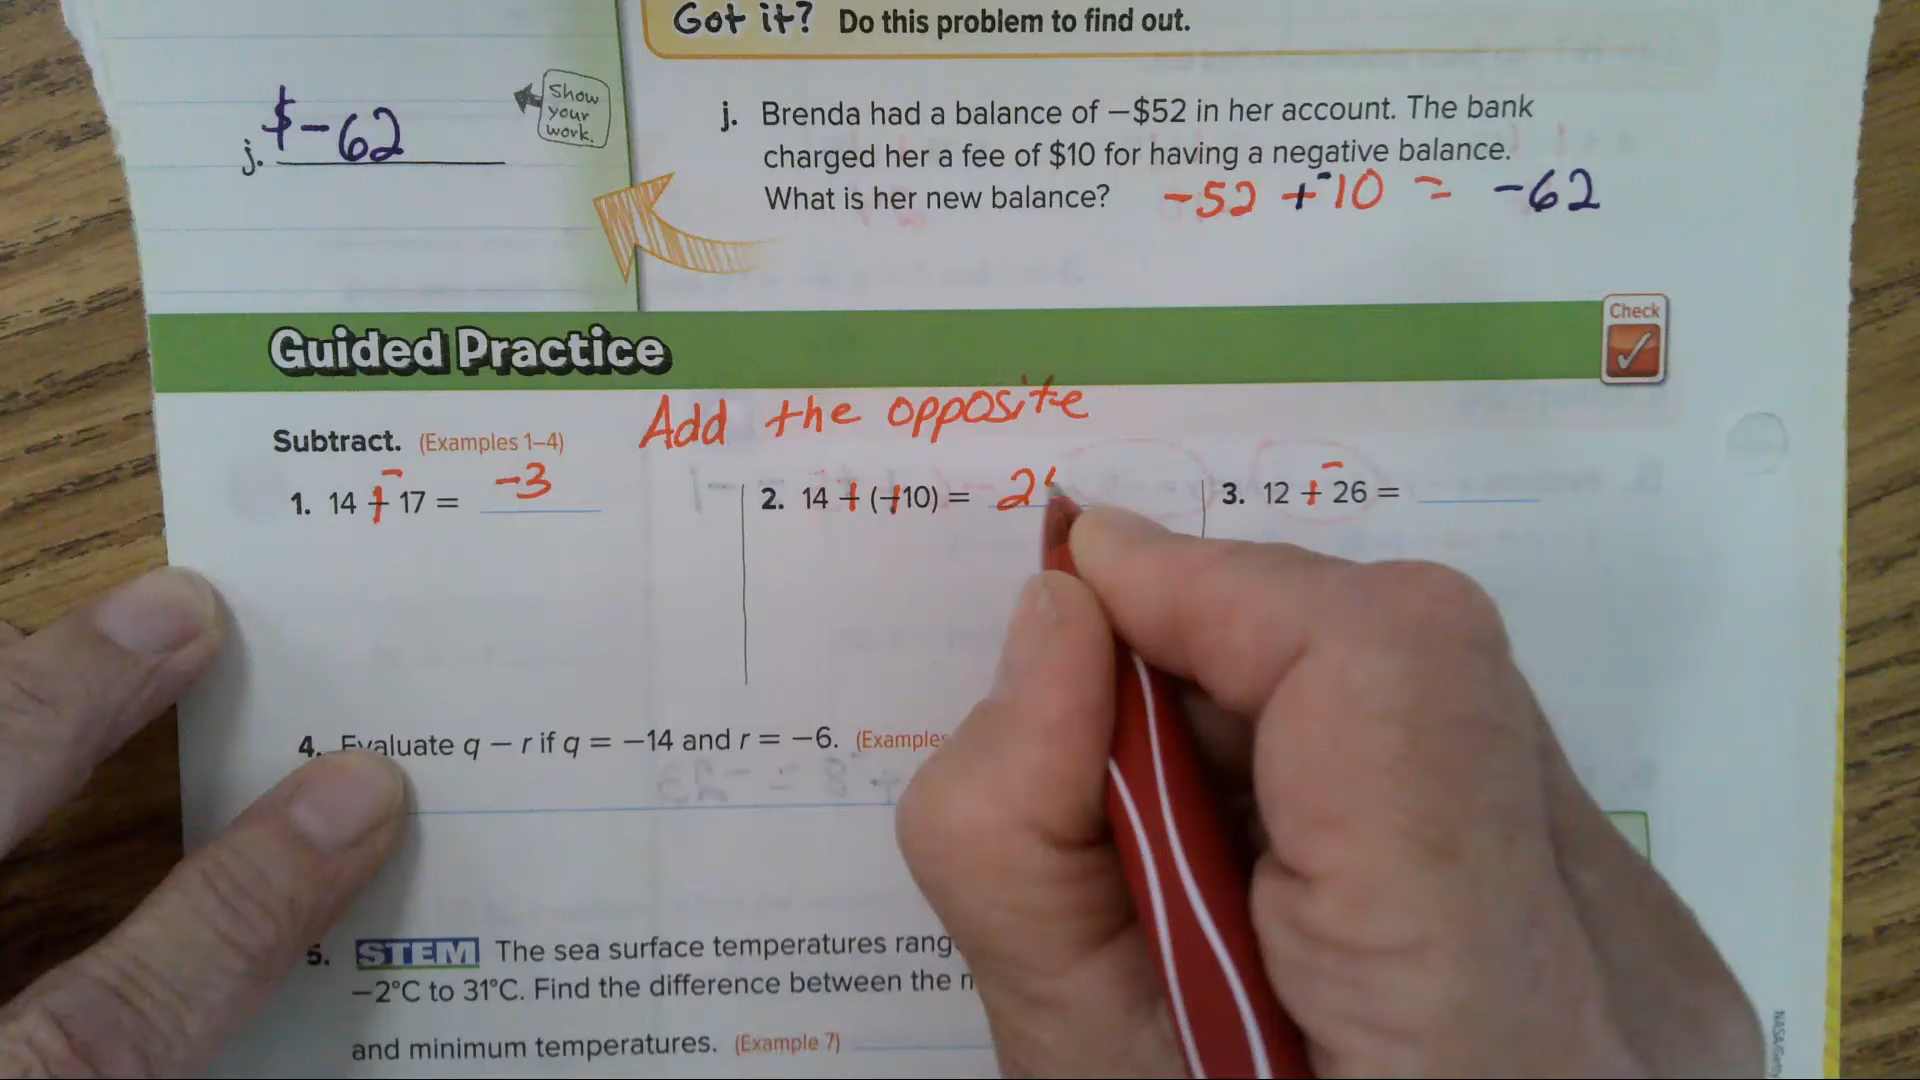 Got it? Do this problem to find out.
Show
your
work.
j. $-62
j. Brenda had a balance of –$52 in her account. The bank
charged her a fee of $10 for having a negative balance.
What is her new balance? -52 + -10 = -62
Guided Practice
Check
Add the opposite
Subtract. (Examples 1–4)
1. 14 + -17 = -3
2. 14 + (+10) = 24
3. 12 + -26 =
4. Evaluate q – r if q = –14 and r = –6. (Examples
5. STEM The sea surface temperatures rang
–2°C to 31°C. Find the difference between the
and minimum temperatures. (Example 7)